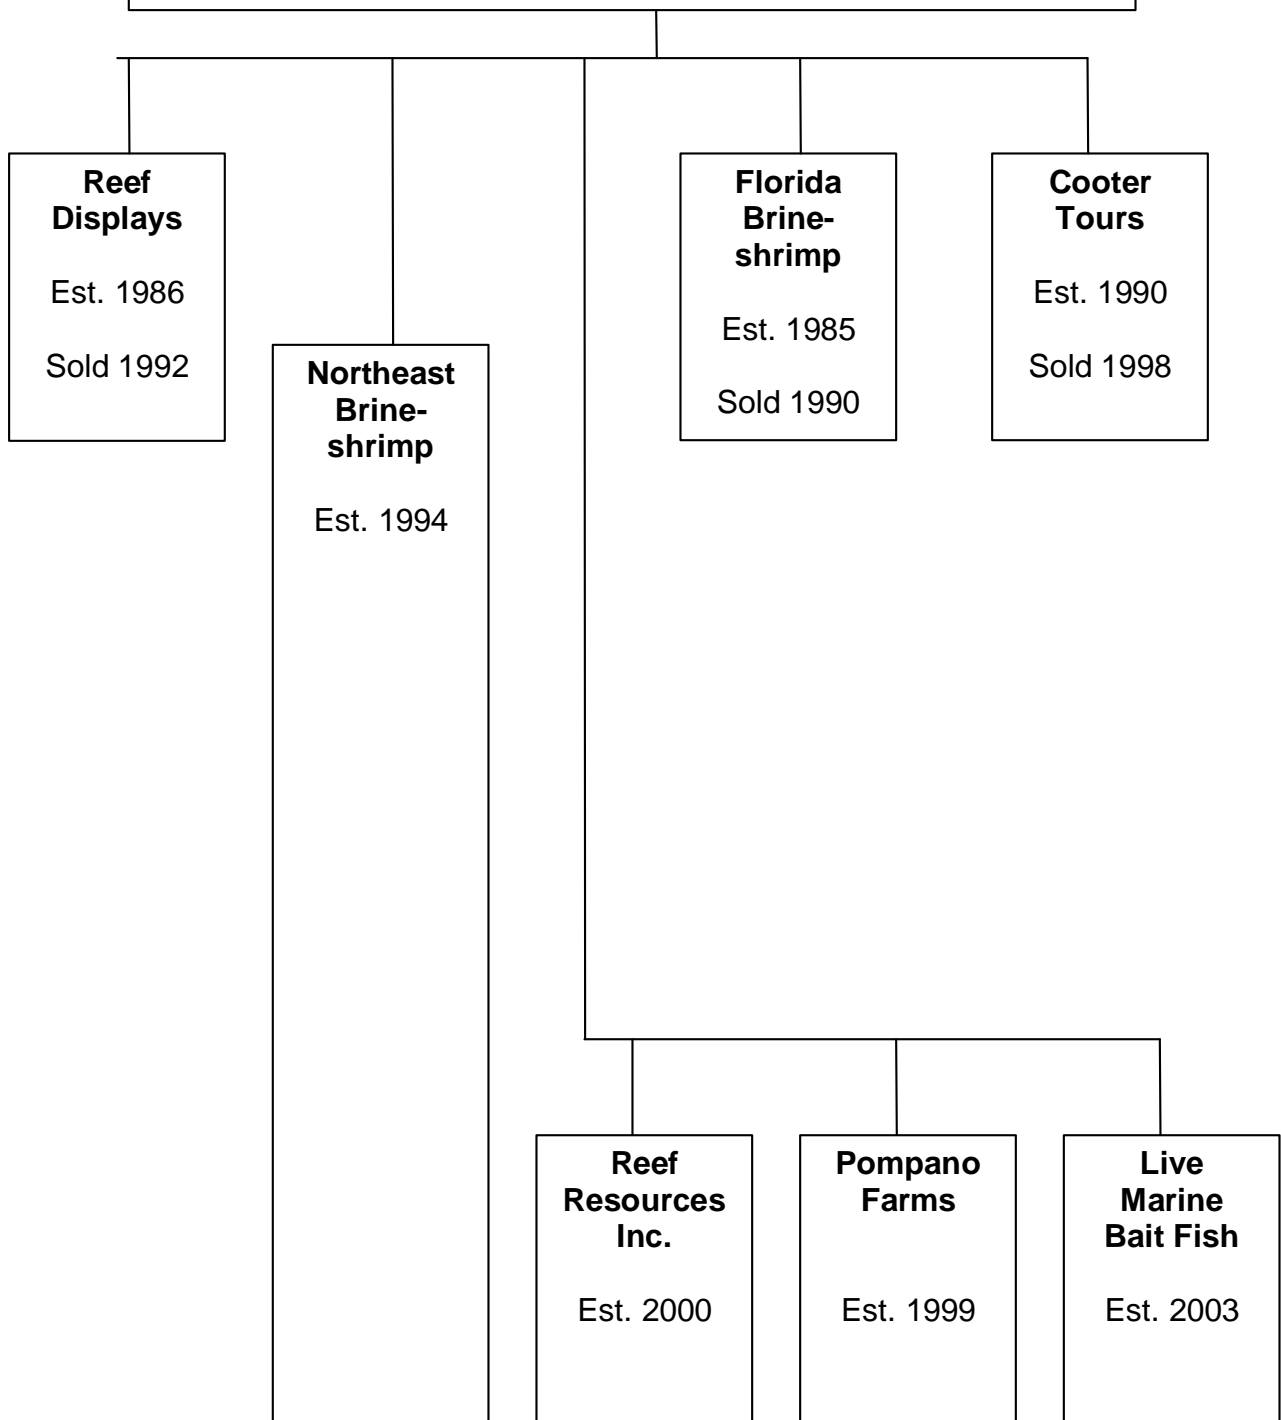 Reef
Displays
Est. 1986
Sold 1992
Northeast
Brine-
shrimp
Est. 1994
Florida
Brine-
shrimp
Est. 1985
Sold 1990
Cooter
Tours
Est. 1990
Sold 1998
Reef
Resources
Inc.
Est. 2000
Pompano
Farms
Est. 1999
Live
Marine
Bait Fish
Est. 2003